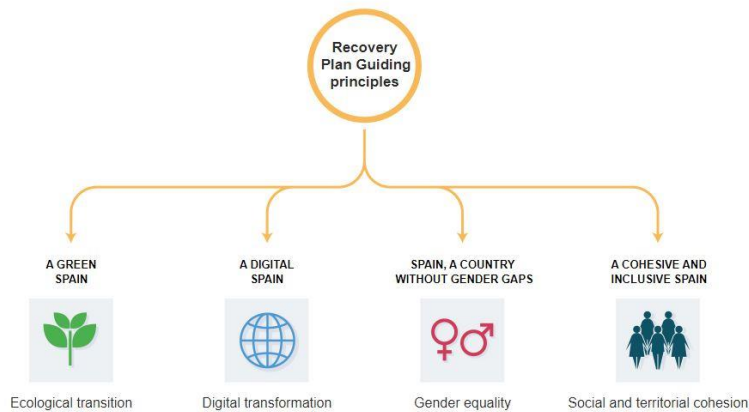 Recovery
Plan Guiding
principles
A GREEN
SPAIN
A DIGITAL
SPAIN
SPAIN, A COUNTRY
WITHOUT GENDER GAPS
A COHESIVE AND
INCLUSIVE SPAIN
Ecological transition
Digital transformation
Gender equality
Social and territorial cohesion